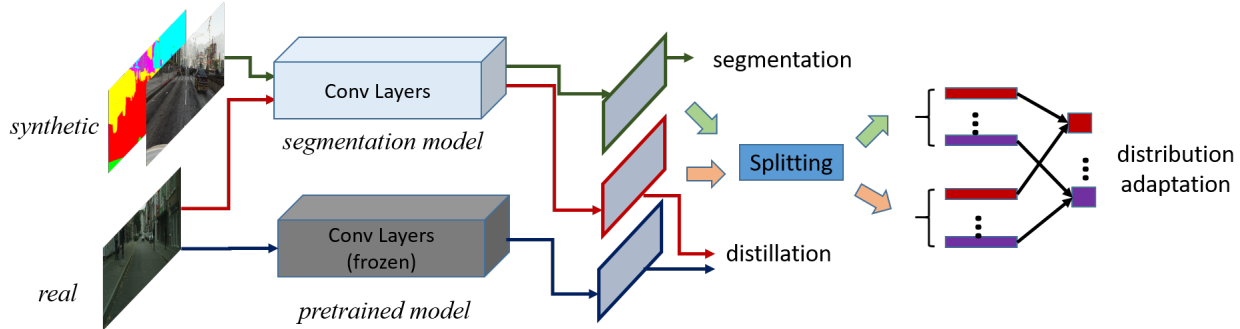 synthetic
real
Conv Layers
segmentation model
Conv Layers
(frozen)
pretrained model
segmentation
distillation
Splitting
distribution
adaptation